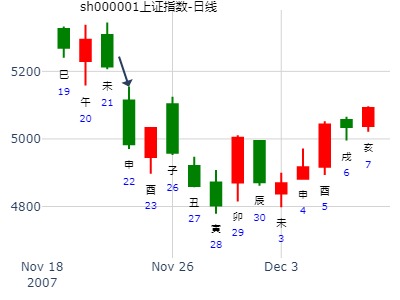 sh000001上证指数-日线
5200
5000
4800
巳
19
午
20
未
21
申
22
酉
23
子
26
丑
27
寅
28
卯
29
辰
30
未
3
申
4
酉
5
戌
6
亥
7
Nov 18
2007
Nov 26
Dec 3